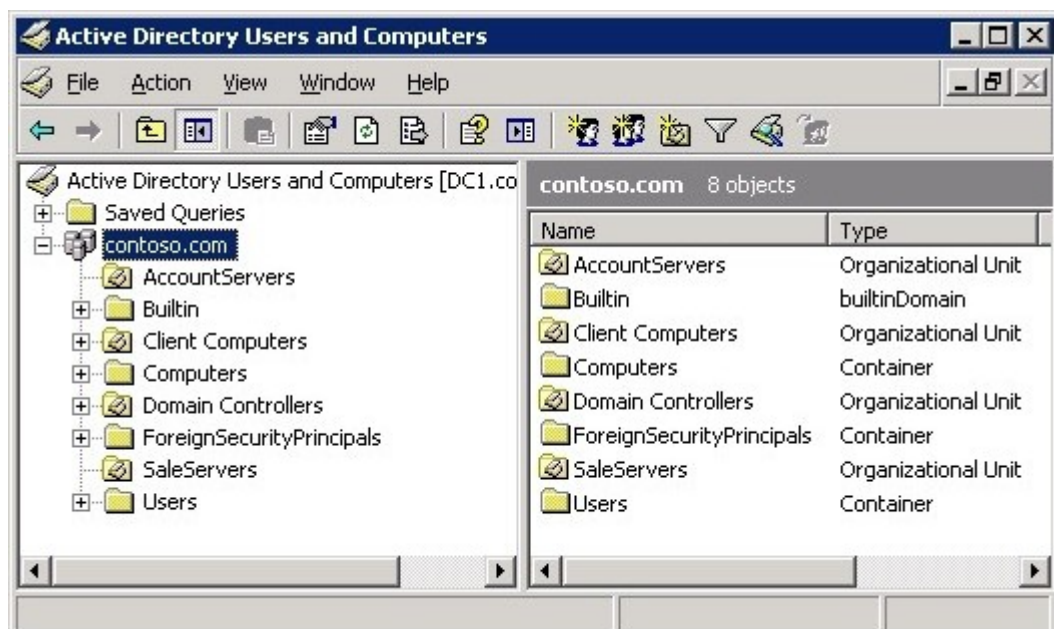 Active Directory Users and Computers
File Action View Window Help
Active Directory Users and Computers [DC1.co
Saved Queries
contoso.com
AccountServers
Builtin
Client Computers
Computers
Domain Controllers
ForeignSecurityPrincipals
SaleServers
Users
contoso.com 8 objects
Name Type
AccountServers Organizational Unit
Builtin builtinDomain
Client Computers Organizational Unit
Computers Container
Domain Controllers Organizational Unit
ForeignSecurityPrincipals Container
SaleServers Organizational Unit
Users Container